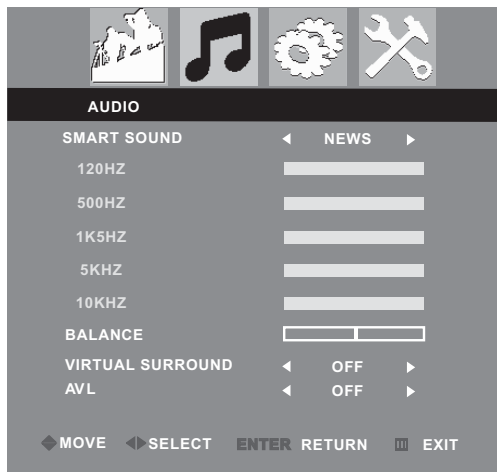 AUDIO
SMART SOUND NEWS
120HZ
500HZ
1K5HZ
5KHZ
10KHZ
BALANCE
VIRTUAL SURROUND OFF
AVL OFF
MOVE SELECT ENTER RETURN EXIT